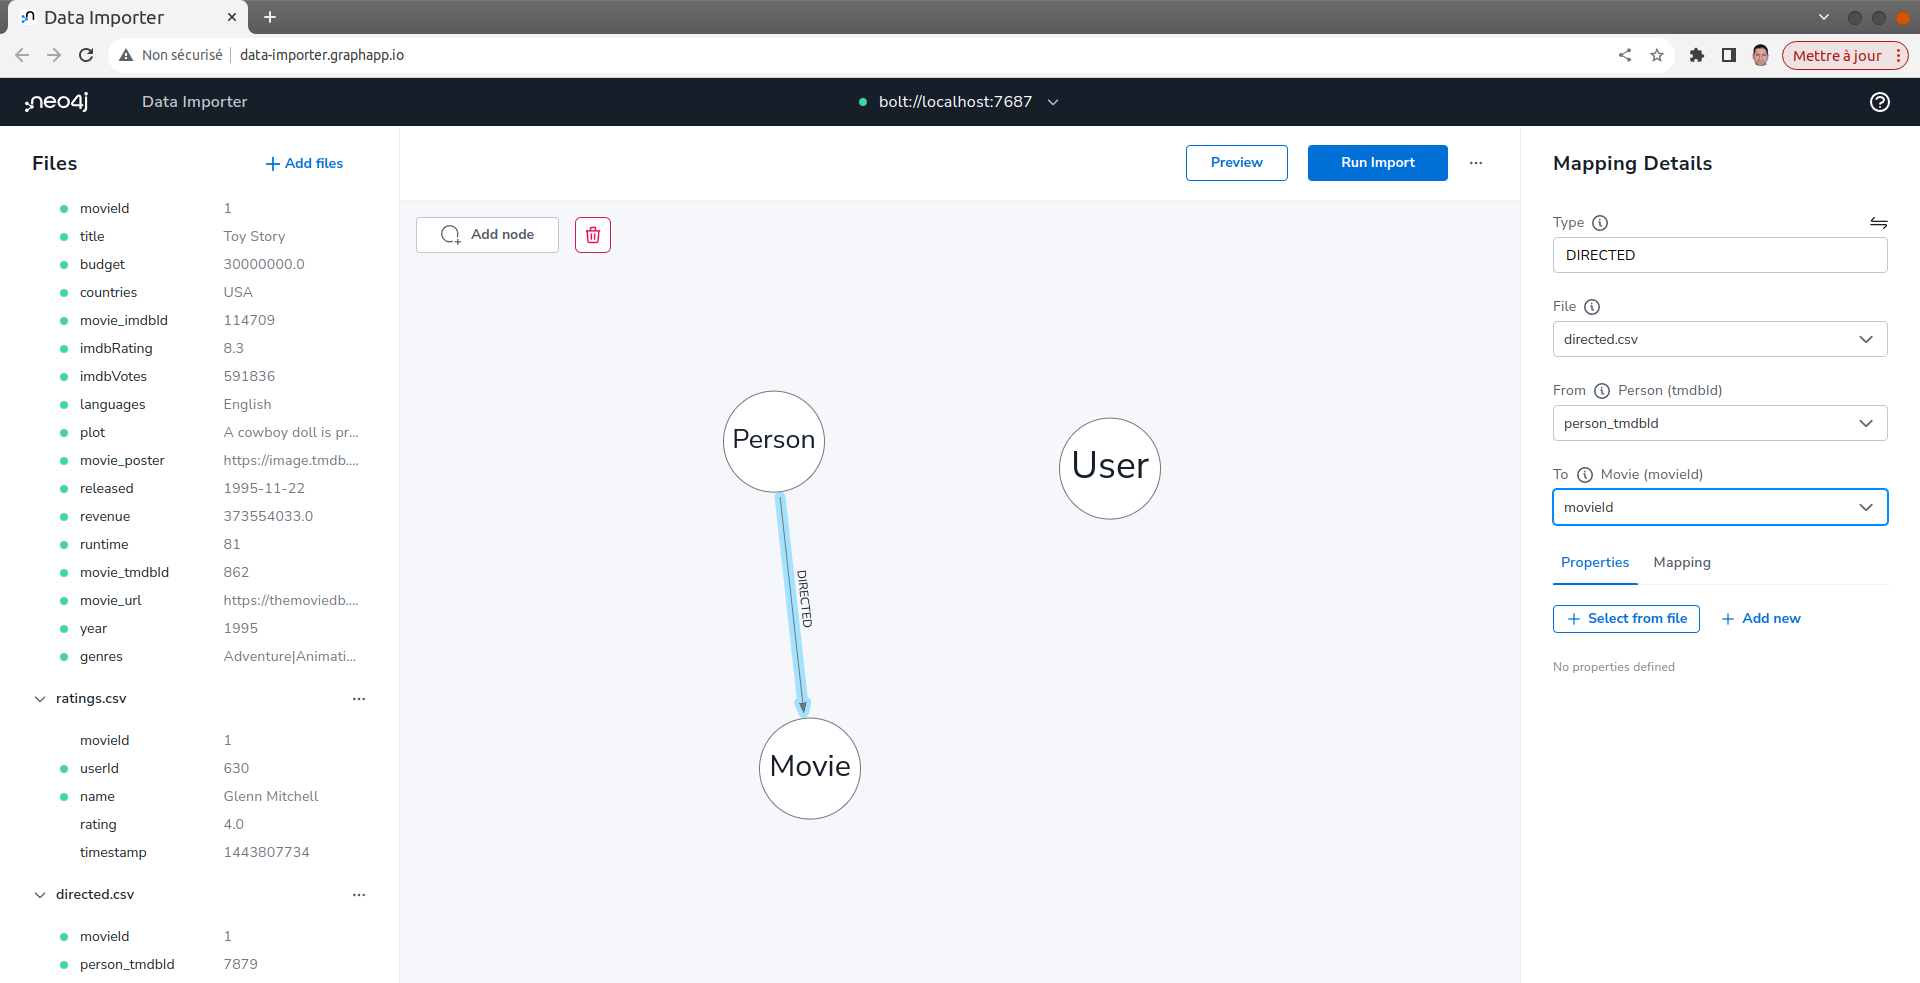 Data Importer
Non sécurisé data-importer.graphapp.io
Mettre à jour
neo4j Data Importer
bolt://localhost:7687
Files
Add files
movieId 1
title Toy Story
budget 30000000.0
countries USA
movie_imdbId 114709
imdbRating 8.3
imdbVotes 591836
languages English
plot A cowboy doll is pr...
movie_poster https://image.tmdb....
released 1995-11-22
revenue 373554033.0
runtime 81
movie_tmdbId 862
movie_url https://themoviedb....
year 1995
genres Adventure|Animati...
ratings.csv
movieId 1
userId 630
name Glenn Mitchell
rating 4.0
timestamp 1443807734
directed.csv
movieId 1
person_tmdbId 7879
Preview
Run Import
Add node
Person
User
DIRECTED
Movie
Mapping Details
Type
DIRECTED
File
directed.csv
From Person (tmdbId)
person_tmdbId
To Movie (movieId)
movieId
Properties Mapping
Select from file
Add new
No properties defined